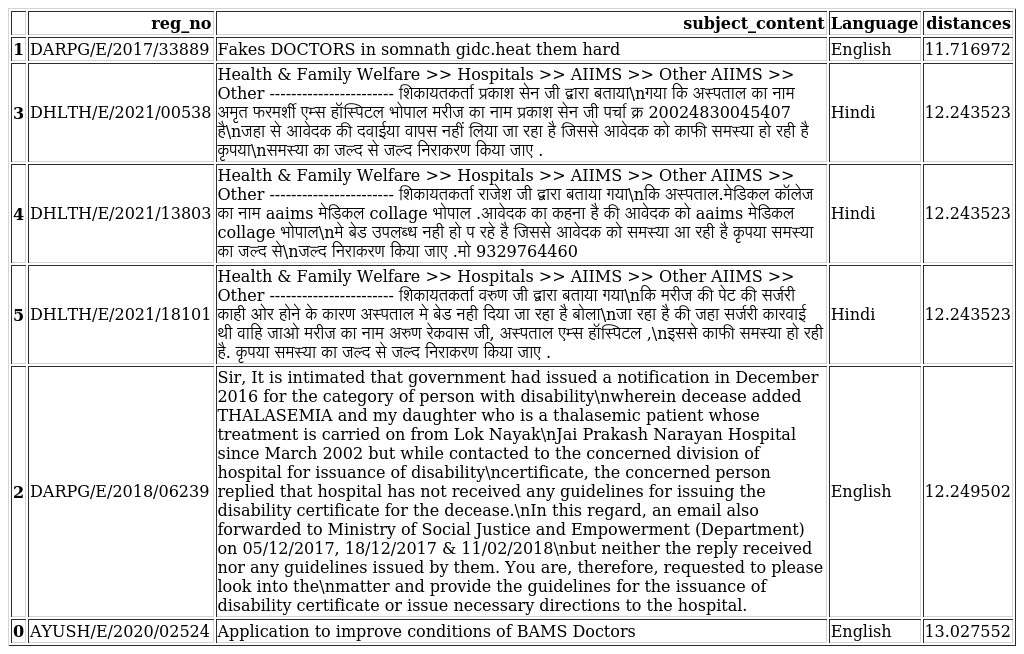 reg_no subject_content Language distances
1 DARPG/E/2017/33889 Fakes DOCTORS in somnath gidc.heat them hard English 11.716972
Health & Family Welfare >> Hospitals >> AIIMS >> Other AIIMS >>
Other ----------------------- शिकायतकर्ता प्रकाश सेन जी द्वारा बताया\nगया कि अस्पताल का नाम
3 DHLTH/E/2021/00538 अमृत फरमर्शी एम्स हॉस्पिटल भोपाल मरीज का नाम प्रकाश सेन जी पर्चा क्र 20024830045407 Hindi 12.243523
है\nजहा से आवेदक की दवाईया वापस नहीं लिया जा रहा है जिससे आवेदक को काफी समस्या हो रही है
कृपया\nसमस्या का जल्द से जल्द निराकरण किया जाए .
Health & Family Welfare >> Hospitals >> AIIMS >> Other AIIMS >>
Other ----------------------- शिकायतकर्ता राजेश जी द्वारा बताया गया\nकि अस्पताल.मेडिकल कॉलेज
4 DHLTH/E/2021/13803 का नाम aaims मेडिकल collage भोपाल .आवेदक का कहना है की आवेदक को aaims मेडिकल Hindi 12.243523
collage भोपाल\nमे बेड उपलब्ध नही हो प रहे है जिससे आवेदक को समस्या आ रही है कृपया समस्या
का जल्द से\nजल्द निराकरण किया जाए .मो 9329764460
Health & Family Welfare >> Hospitals >> AIIMS >> Other AIIMS >>
Other ----------------------- शिकायतकर्ता वरुण जी द्वारा बताया गया\nकि मरीज की पेट की सर्जरी
5 DHLTH/E/2021/18101 काही ओर होने के कारण अस्पताल मे बेड नही दिया जा रहा है बोला\nजा रहा है की जहा सर्जरी कारवाई Hindi 12.243523
थी वाहि जाओ मरीज का नाम अरुण रेकवास जी, अस्पताल एम्स हॉस्पिटल ,\nइससे काफी समस्या हो रही
है. कृपया समस्या का जल्द से जल्द निराकरण किया जाए .
Sir, It is intimated that government had issued a notification in December
2016 for the category of person with disability\nwherein decease added
THALASEMIA and my daughter who is a thalasemic patient whose
treatment is carried on from Lok Nayak\nJai Prakash Narayan Hospital
since March 2002 but while contacted to the concerned division of
hospital for issuance of disability\ncertificate, the concerned person
2 DARPG/E/2018/06239 replied that hospital has not received any guidelines for issuing the English 12.249502
disability certificate for the decease.\nIn this regard, an email also
forwarded to Ministry of Social Justice and Empowerment (Department)
on 05/12/2017, 18/12/2017 & 11/02/2018\nbut neither the reply received
nor any guidelines issued by them. You are, therefore, requested to please
look into the\nmatter and provide the guidelines for the issuance of
disability certificate or issue necessary directions to the hospital.
0 AYUSH/E/2020/02524 Application to improve conditions of BAMS Doctors English 13.027552